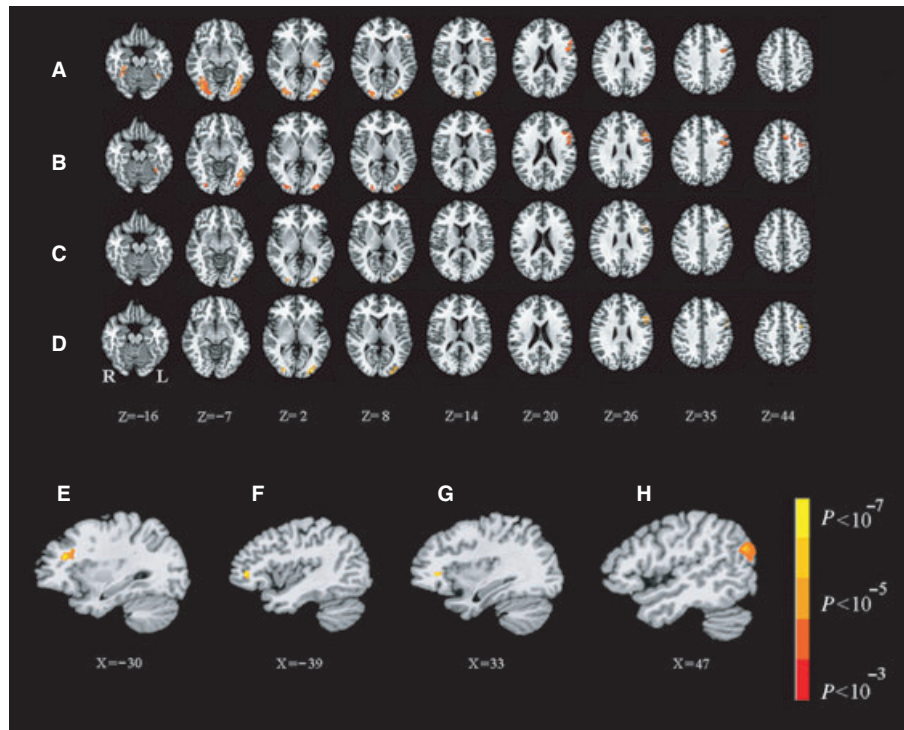 A
B
C
D
R L
Z=−16 Z=−7 Z=2 Z=8 Z=14 Z=20 Z=26 Z=35 Z=44
E F G H
P<10⁻⁷
P<10⁻⁵
P<10⁻³
X=−30 X=−39 X=33 X=47